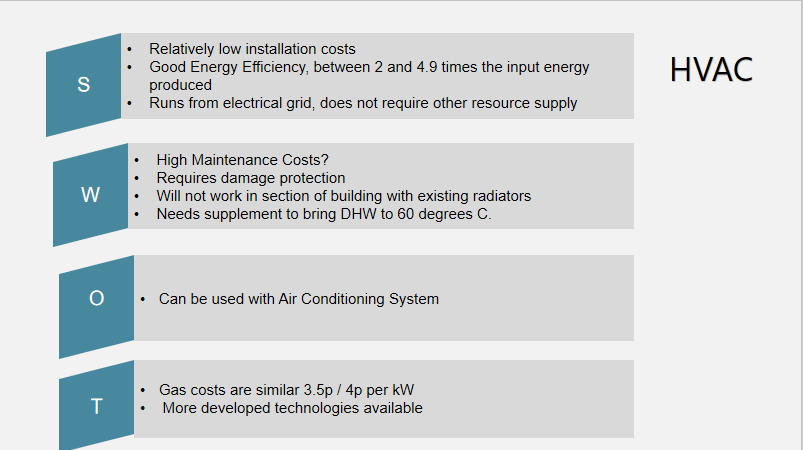 HVAC
S
• Relatively low installation costs
• Good Energy Efficiency, between 2 and 4.9 times the input energy
produced
• Runs from electrical grid, does not require other resource supply
W
• High Maintenance Costs?
• Requires damage protection
• Will not work in section of building with existing radiators
• Needs supplement to bring DHW to 60 degrees C.
O
• Can be used with Air Conditioning System
T
• Gas costs are similar 3.5p / 4p per kW
• More developed technologies available